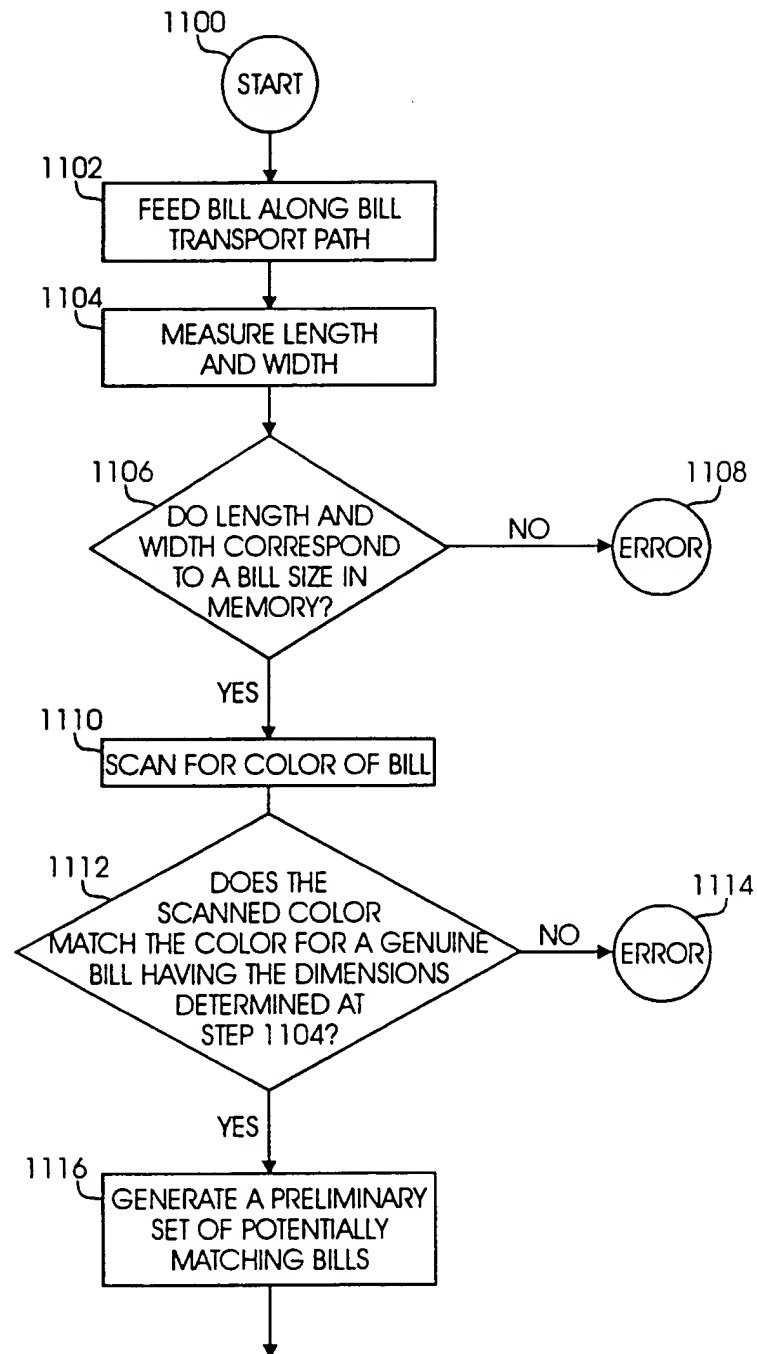 1100
START
1102
FEED BILL ALONG BILL
TRANSPORT PATH
1104
MEASURE LENGTH
AND WIDTH
1106
DO LENGTH AND
WIDTH CORRESPOND
TO A BILL SIZE IN
MEMORY?
NO
1108
ERROR
YES
1110
SCAN FOR COLOR OF BILL
1112
DOES THE
SCANNED COLOR
MATCH THE COLOR FOR A GENUINE
BILL HAVING THE DIMENSIONS
DETERMINED AT
STEP 1104?
NO
1114
ERROR
YES
1116
GENERATE A PRELIMINARY
SET OF POTENTIALLY
MATCHING BILLS